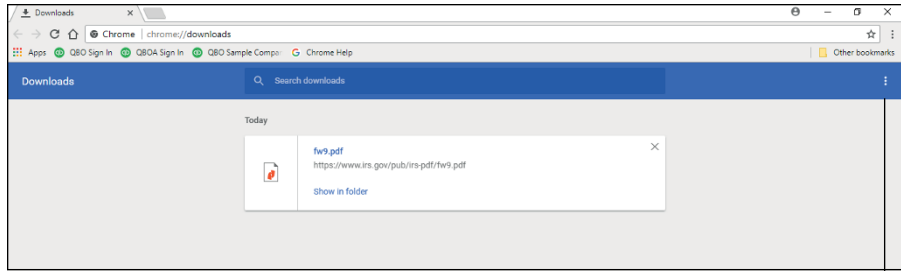 Downloads
Chrome | chrome://downloads
Apps QBO Sign In QBOA Sign In QBO Sample Compa Chrome Help Other bookmarks
Downloads Search downloads
Today
fw9.pdf
https://www.irs.gov/pub/irs-pdf/fw9.pdf
Show in folder